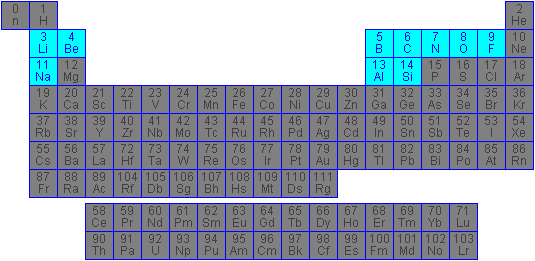 0 1 2
n H He
3 4 5 6 7 8 9 10
Li Be B C N O F Ne
11 12 13 14 15 16 17 18
Na Mg Al Si P S Cl Ar
19 20 21 22 23 24 25 26 27 28 29 30 31 32 33 34 35 36
K Ca Sc Ti V Cr Mn Fe Co Ni Cu Zn Ga Ge As Se Br Kr
37 38 39 40 41 42 43 44 45 46 47 48 49 50 51 52 53 54
Rb Sr Y Zr Nb Mo Tc Ru Rh Pd Ag Cd In Sn Sb Te I Xe
55 56 57 72 73 74 75 76 77 78 79 80 81 82 83 84 85 86
Cs Ba La Hf Ta W Re Os Ir Pt Au Hg Tl Pb Bi Po At Rn
87 88 89 104 105 106 107 108 109 110 111
Fr Ra Ac Rf Db Sg Bh Hs Mt Ds Rg
58 59 60 61 62 63 64 65 66 67 68 69 70 71
Ce Pr Nd Pm Sm Eu Gd Tb Dy Ho Er Tm Yb Lu
90 91 92 93 94 95 96 97 98 99 100 101 102 103
Th Pa U Np Pu Am Cm Bk Cf Es Fm Md No Lr